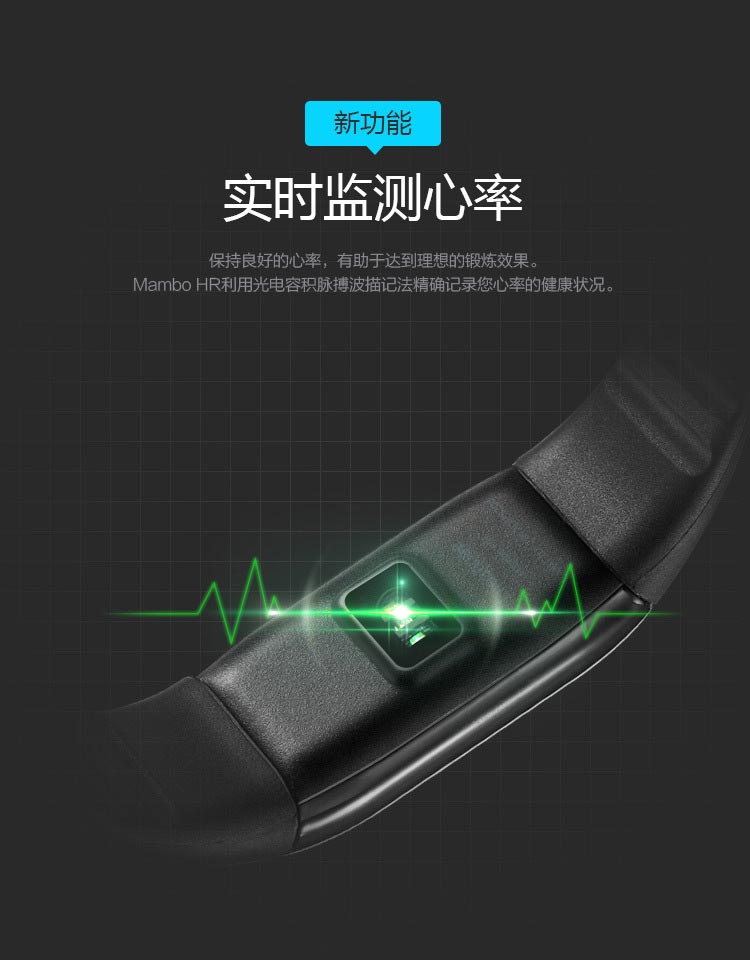 新功能
实时监测心率
保持良好的心率，有助于达到理想的锻炼效果。
Mambo HR利用光电容积脉搏波描记法精确记录您心率的健康状况。